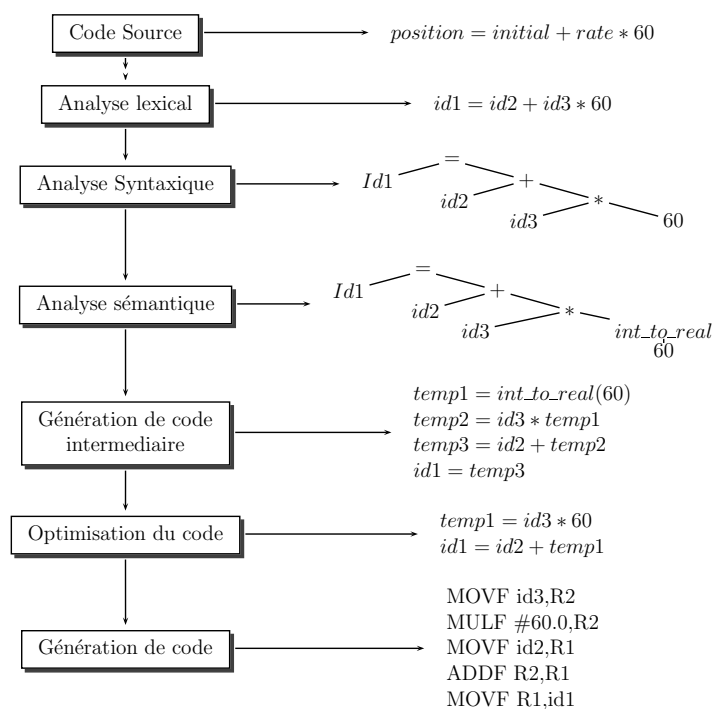 Code Source
position = initial + rate ∗ 60
Analyse lexical
id1 = id2 + id3 ∗ 60
Analyse Syntaxique
=
Id1
+
id2
∗
id3
60
Analyse sémantique
=
Id1
+
id2
∗
id3
int_to_real
60
Génération de code
intermediaire
temp1 = int_to_real(60)
temp2 = id3 ∗ temp1
temp3 = id2 + temp2
id1 = temp3
Optimisation du code
temp1 = id3 ∗ 60
id1 = id2 + temp1
Génération de code
MOVF id3,R2
MULF #60.0,R2
MOVF id2,R1
ADDF R2,R1
MOVF R1,id1